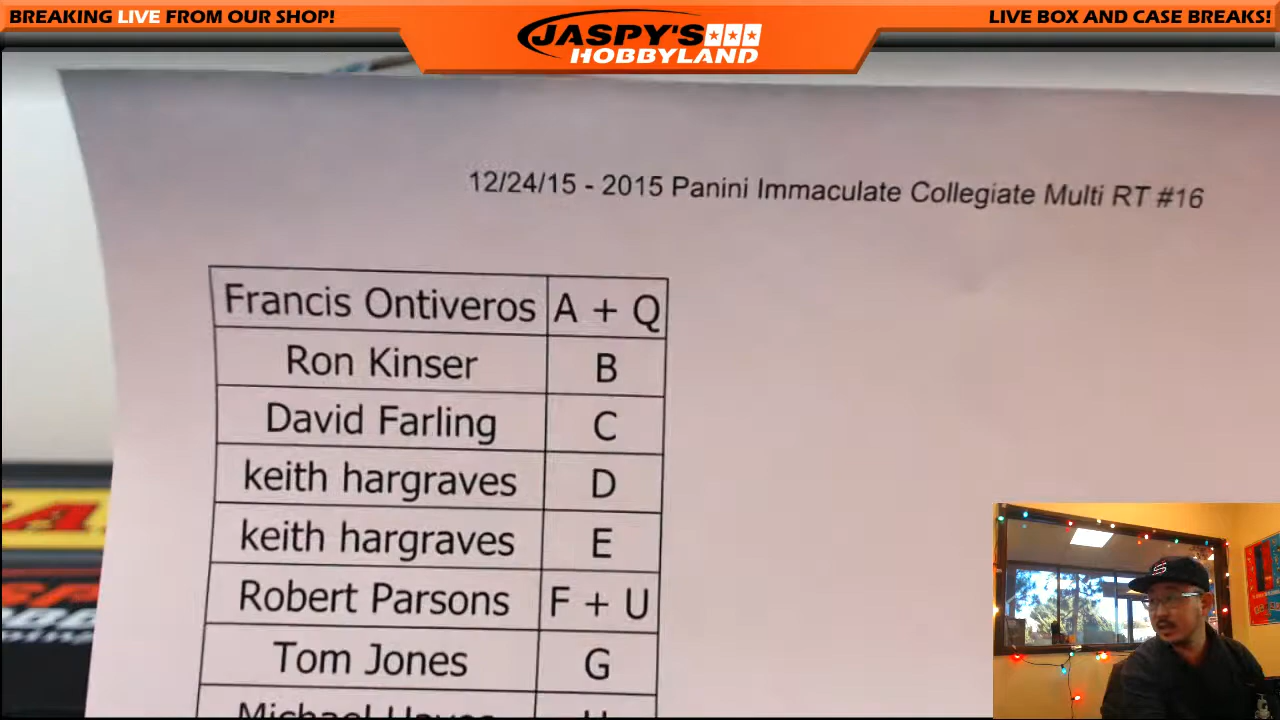 BREAKING LIVE FROM OUR SHOP!
JASPY'S
HOBBYLAND
LIVE BOX AND CASE BREAKS!
12/24/15 - 2015 Panini Immaculate Collegiate Multi RT #16
Francis Ontiveros A + Q
Ron Kinser B
David Farling C
keith hargraves D
keith hargraves E
Robert Parsons F + U
Tom Jones G